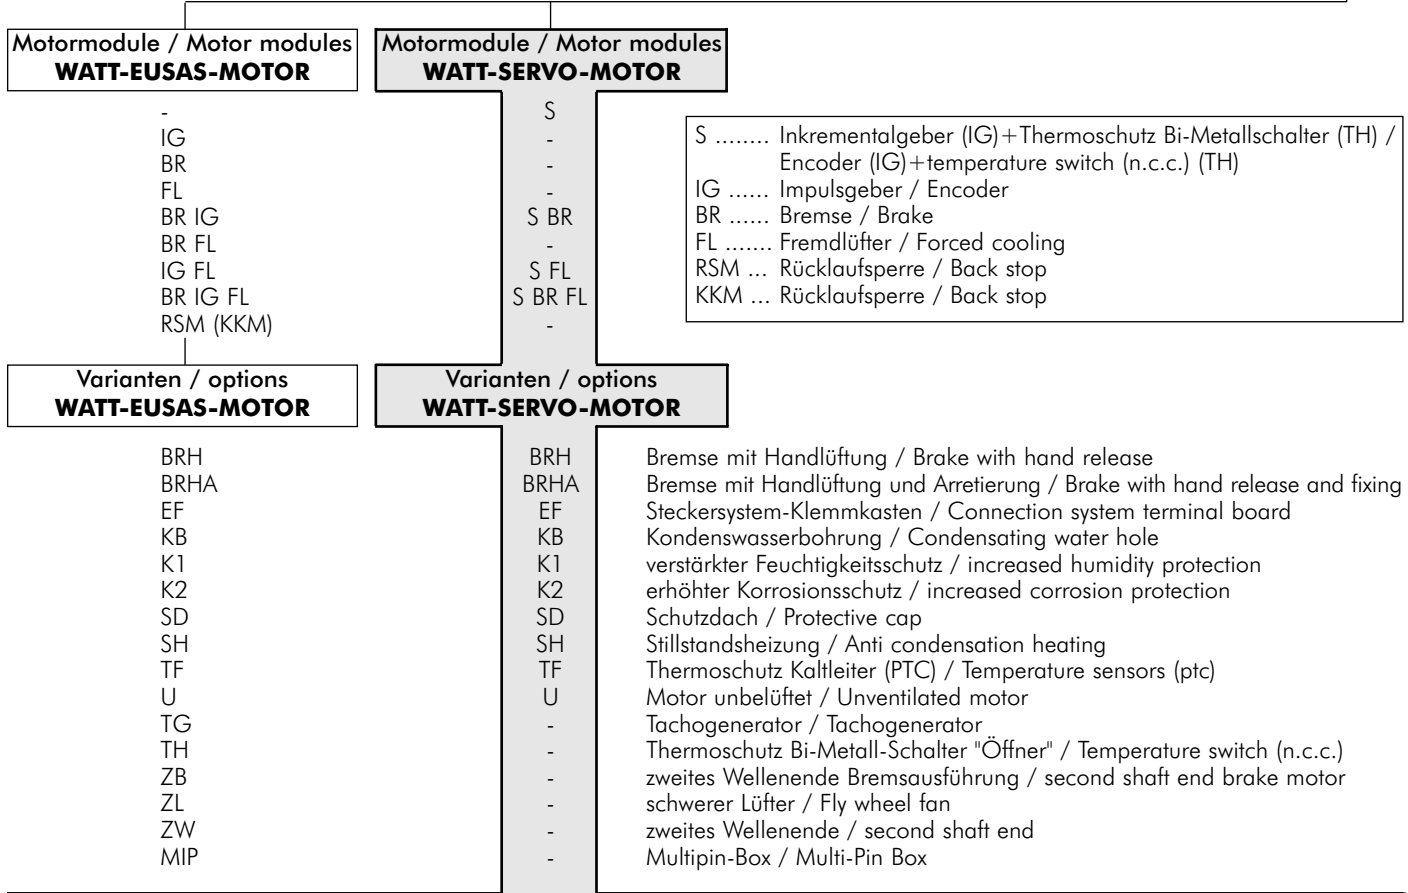 Motormodule / Motor modules
WATT-EUSAS-MOTOR
Motormodule / Motor modules
WATT-SERVO-MOTOR
- S
IG -
BR -
FL -
BR IG S BR
BR FL -
IG FL S FL
BR IG FL S BR FL
RSM (KKM) -
S ........ Inkrementalgeber (IG)+Thermoschutz Bi-Metallschalter (TH) /
Encoder (IG)+temperature switch (n.c.c.) (TH)
IG ...... Impulsgeber / Encoder
BR ...... Bremse / Brake
FL ....... Fremdlüfter / Forced cooling
RSM ... Rücklaufsperre / Back stop
KKM ... Rücklaufsperre / Back stop
Varianten / options
WATT-EUSAS-MOTOR
Varianten / options
WATT-SERVO-MOTOR
BRH BRH Bremse mit Handlüftung / Brake with hand release
BRHA BRHA Bremse mit Handlüftung und Arretierung / Brake with hand release and fixing
EF EF Steckersystem-Klemmkasten / Connection system terminal board
KB KB Kondenswasserbohrung / Condensating water hole
K1 K1 verstärkter Feuchtigkeitsschutz / increased humidity protection
K2 K2 erhöhter Korrosionsschutz / increased corrosion protection
SD SD Schutzdach / Protective cap
SH SH Stillstandsheizung / Anti condensation heating
TF TF Thermoschutz Kaltleiter (PTC) / Temperature sensors (ptc)
U U Motor unbelüftet / Unventilated motor
TG - Tachogenerator / Tachogenerator
TH - Thermoschutz Bi-Metall-Schalter "Öffner" / Temperature switch (n.c.c.)
ZB - zweites Wellenende Bremsausführung / second shaft end brake motor
ZL - schwerer Lüfter / Fly wheel fan
ZW - zweites Wellenende / second shaft end
MIP - Multipin-Box / Multi-Pin Box